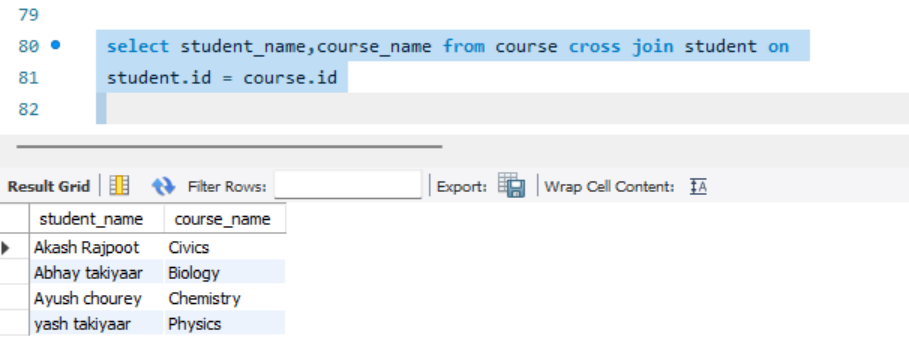 79
80 select student_name,course_name from course cross join student on
81 student.id = course.id
82
Result Grid Filter Rows: Export: Wrap Cell Content: IA
student_name course_name
Akash Rajpoot Civics
Abhay takiyaar Biology
Ayush chourey Chemistry
yash takiyaar Physics